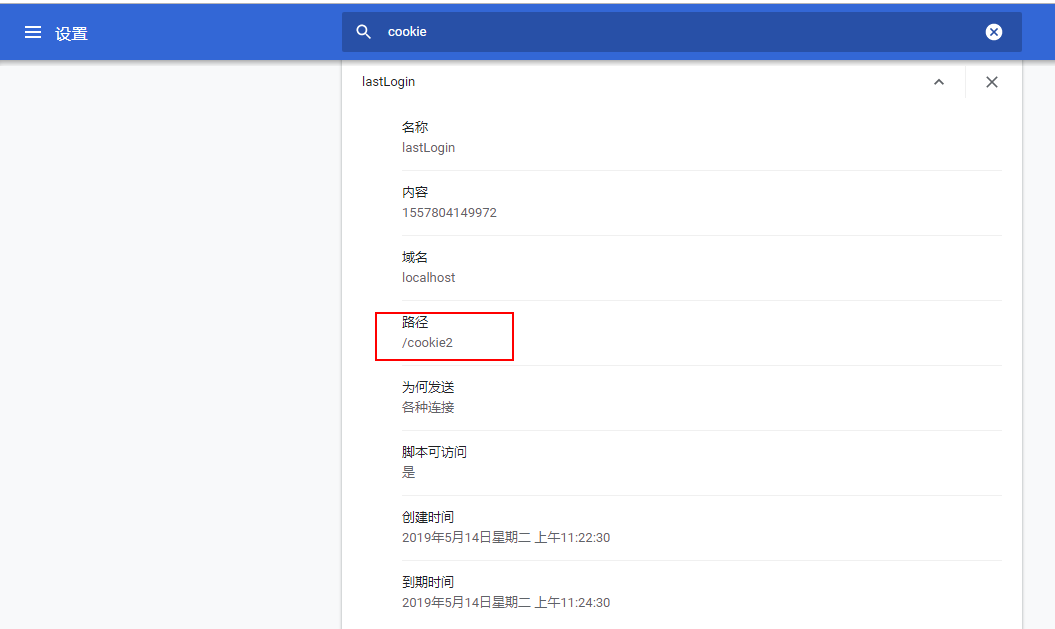 设置
cookie
lastLogin
名称
lastLogin
内容
1557804149972
域名
localhost
路径
/cookie2
为何发送
各种连接
脚本可访问
是
创建时间
2019年5月14日星期二 上午11:22:30
到期时间
2019年5月14日星期二 上午11:24:30